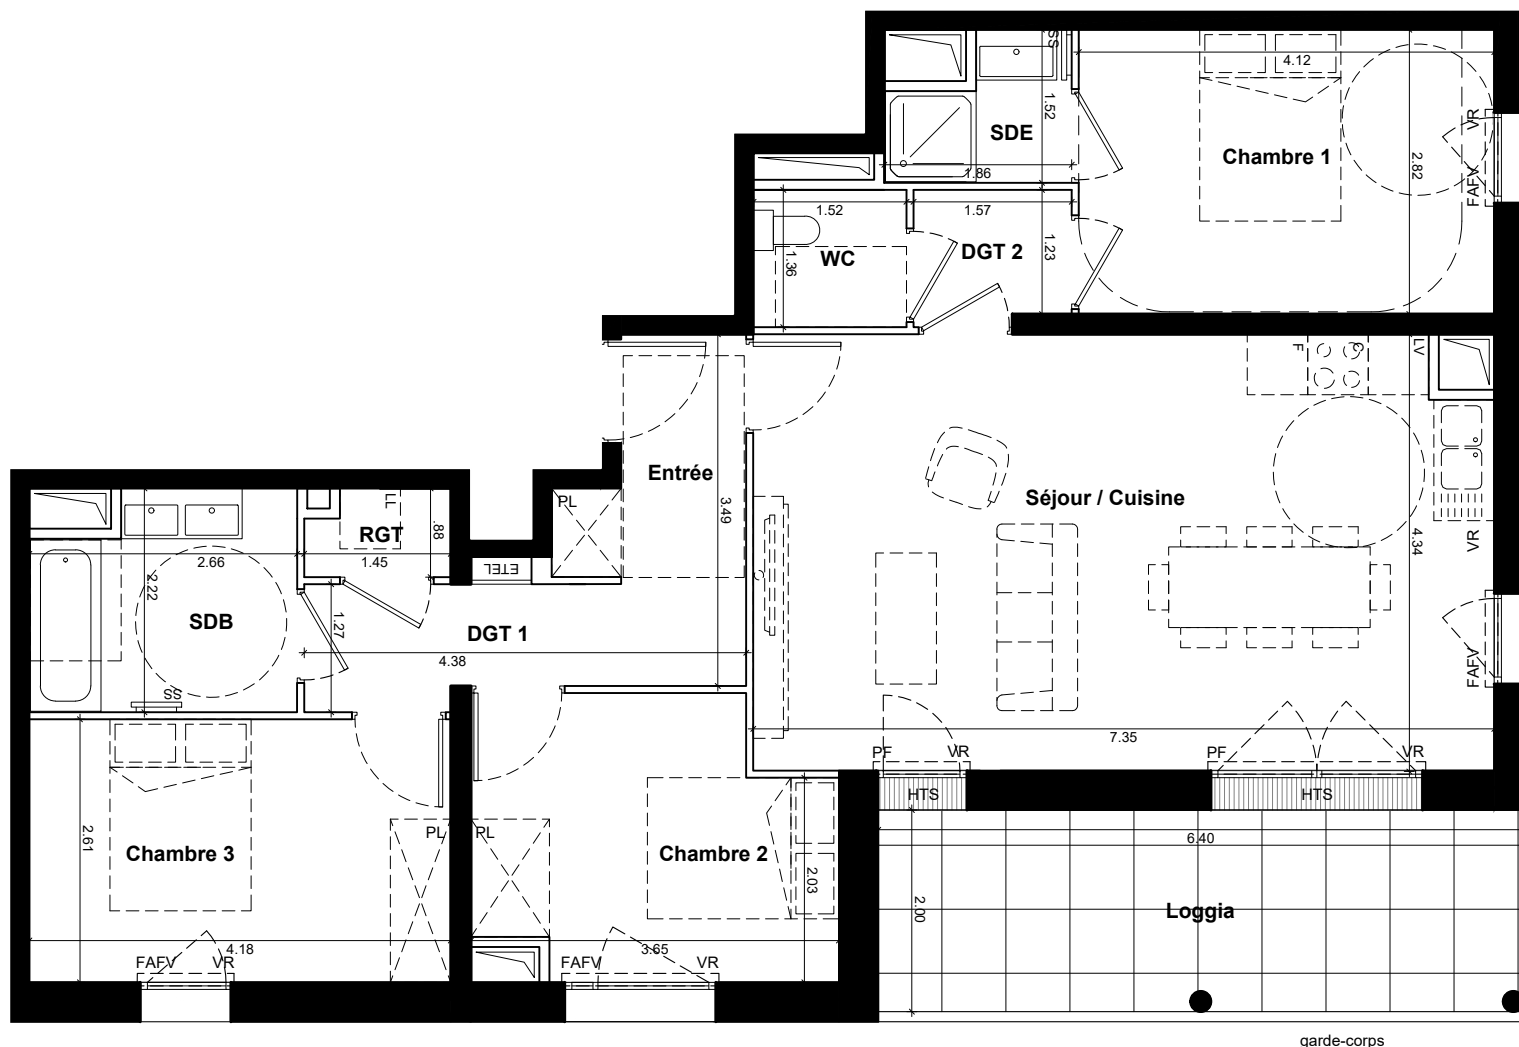 SS
4.12
VR
1.52
SDE
Chambre 1
2.82
1.86
FAFV
1.52
1.57
WC
DGT 2
1.23
1.36
F
C
LV
Entrée
PL
Séjour / Cuisine
3.49
LL
RGT
.88
4.34
VR
2.66
1.45
ETEL
2.22
SDB
1.27
DGT 1
4.38
FAFV
SS
7.35
PF
VR
PF
VR
HTS
HTS
PL
PL
6.40
2.61
Chambre 3
Chambre 2
2.03
2.00
Loggia
4.18
3.65
FAFV
VR
FAFV
VR
garde-corps